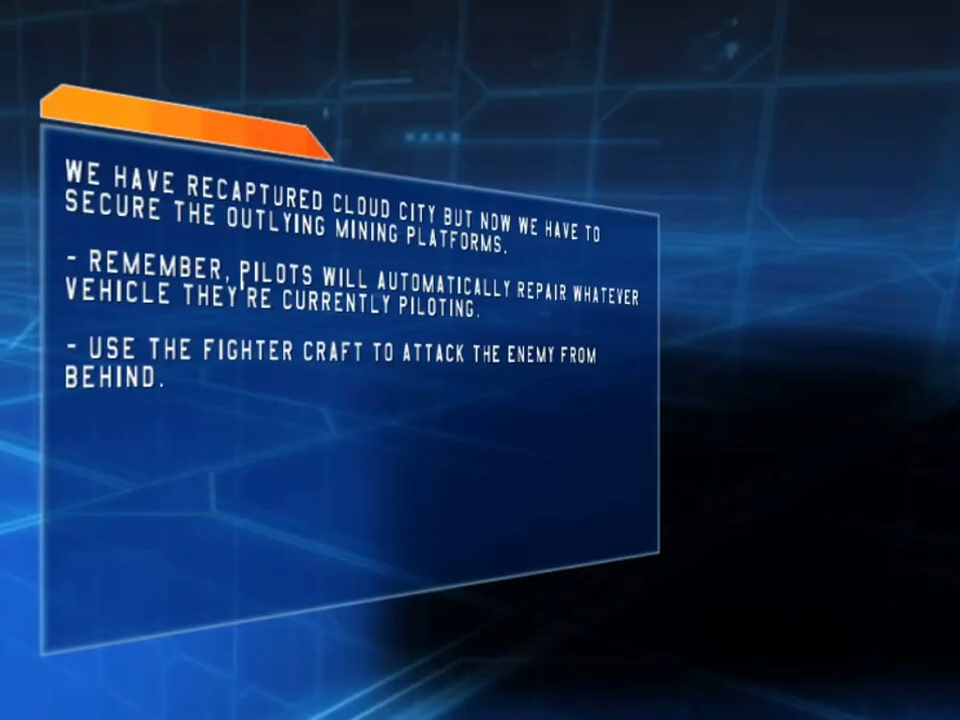 WE HAVE RECAPTURED CLOUD CITY BUT NOW WE HAVE TO
SECURE THE OUTLYING MINING PLATFORMS.
- REMEMBER, PILOTS WILL AUTOMATICALLY REPAIR WHATEVER
VEHICLE THEY'RE CURRENTLY PILOTING.
- USE THE FIGHTER CRAFT TO ATTACK THE ENEMY FROM
BEHIND.